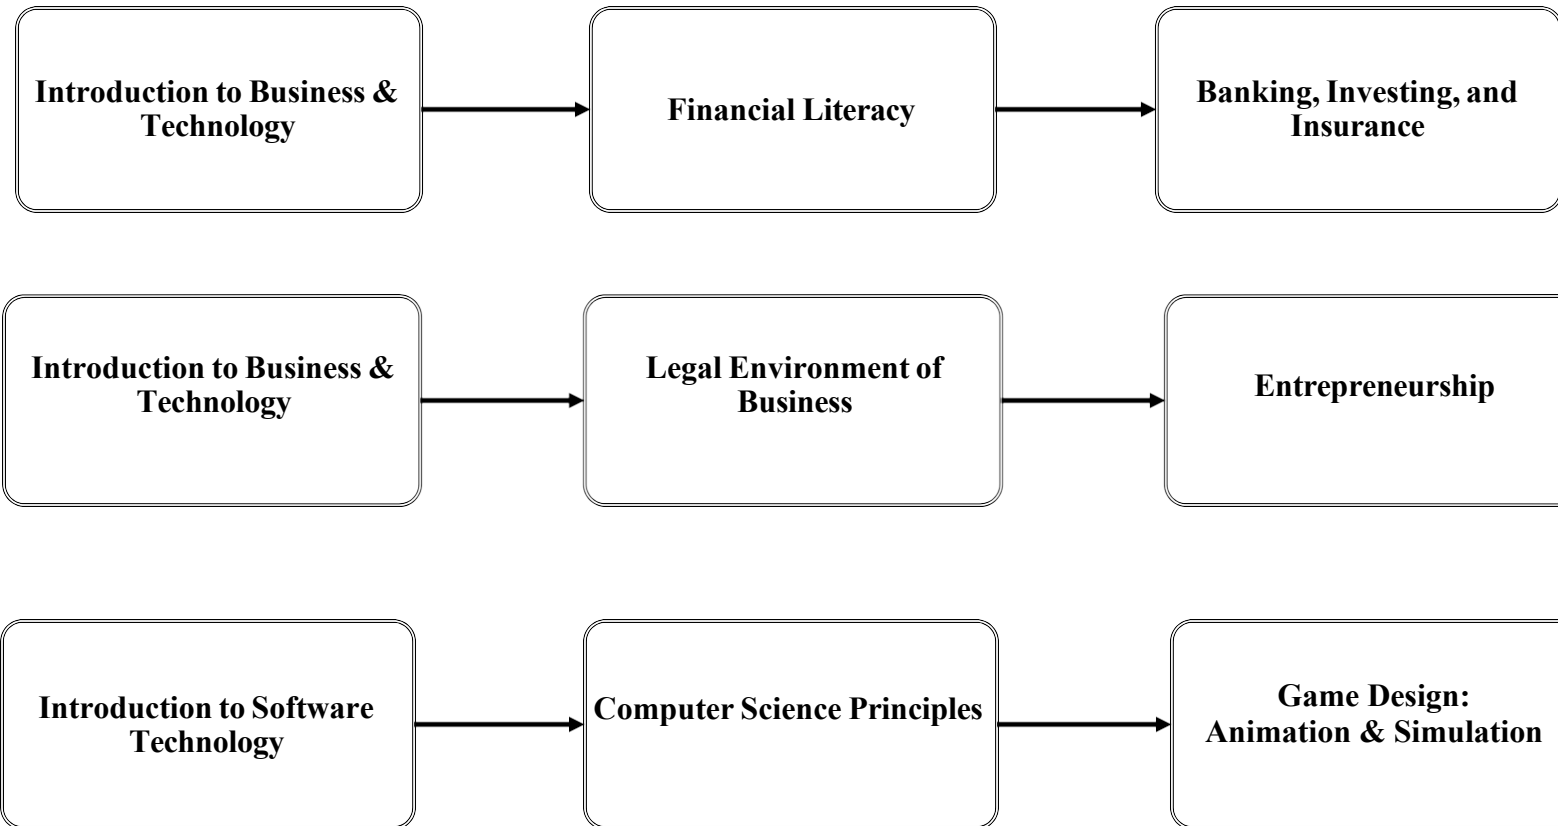 Introduction to Business &
Technology
Financial Literacy
Banking, Investing, and
Insurance
Introduction to Business &
Technology
Legal Environment of
Business
Entrepreneurship
Introduction to Software
Technology
Computer Science Principles
Game Design:
Animation & Simulation